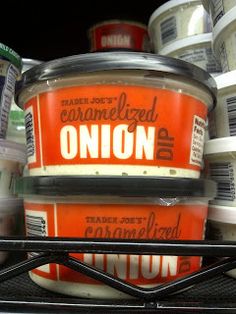 ONION
TRADER JOE'S
caramelized
ONION
DIP
TRADER JOE'S
caramelized
ONION